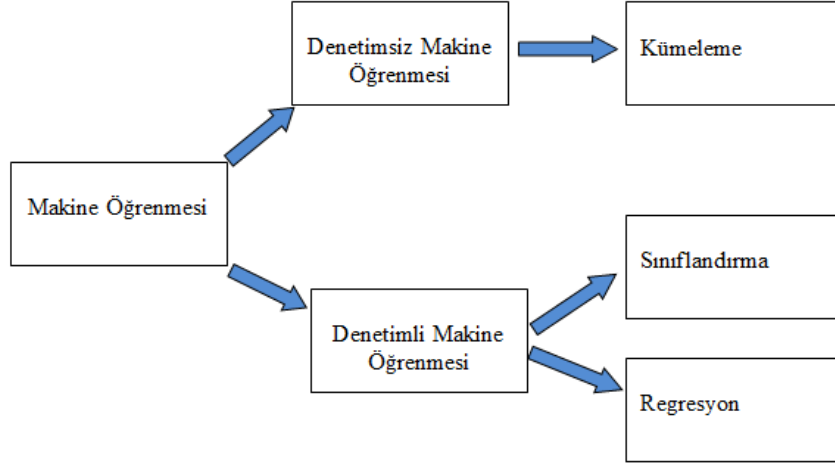 Denetimsiz Makine
Öğrenmesi
Kümeleme
Makine Öğrenmesi
Sınıflandırma
Denetimli Makine
Öğrenmesi
Regresyon